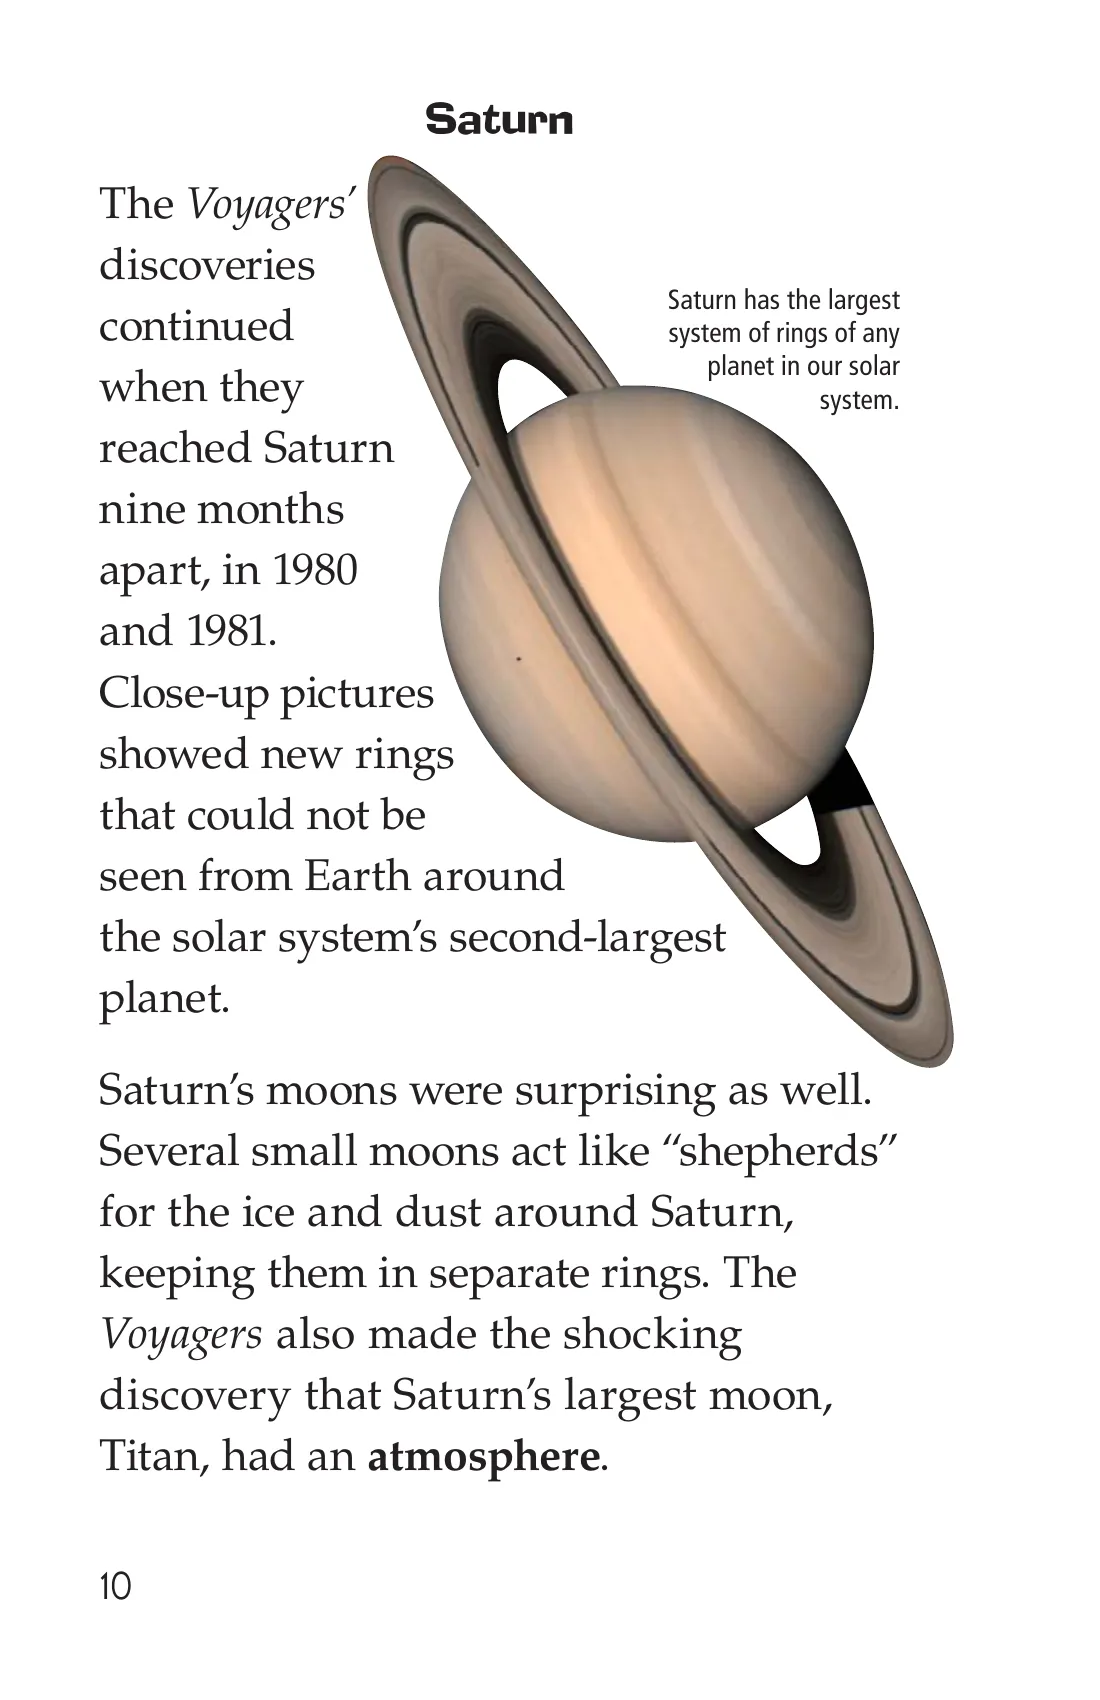 Saturn
The Voyagers’
discoveries
continued
when they
reached Saturn
nine months
apart, in 1980
and 1981.
Close-up pictures
showed new rings
that could not be
seen from Earth around
the solar system’s second-largest
planet.
Saturn has the largest
system of rings of any
planet in our solar
system.
Saturn’s moons were surprising as well.
Several small moons act like “shepherds”
for the ice and dust around Saturn,
keeping them in separate rings. The
Voyagers also made the shocking
discovery that Saturn’s largest moon,
Titan, had an atmosphere.
10